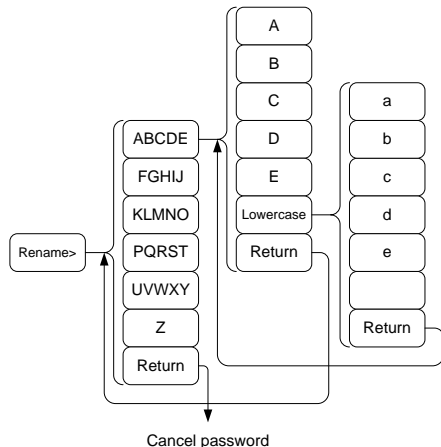 Rename>
ABCDE
FGHIJ
KLMNO
PQRST
UVWXY
Z
Return
A
B
C
D
E
Lowercase
Return
a
b
c
d
e
Return
Cancel password